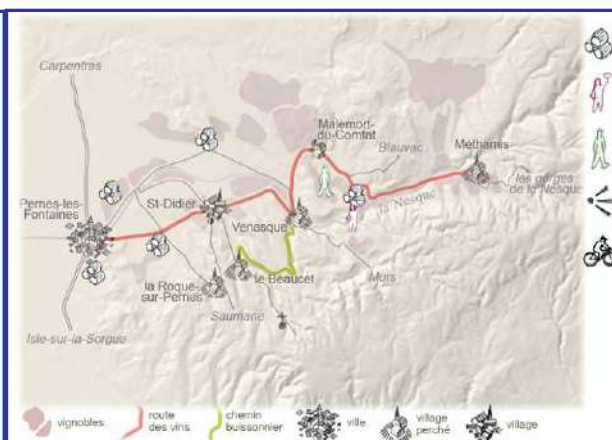 Carpentras
Malemort-
du-Comtat
Blauvac
Méthamis
les gorges
de la Nesque
Pernes-les
Fontaines
St-Didier
la Nesque
Venasque
le Beaucet
Murs
la Roque-
sur-Pernes
Saumane
Isle-sur-la-Sorgue
vignobles
route
des vins
chemin
buissonnier
ville
village
perché
village